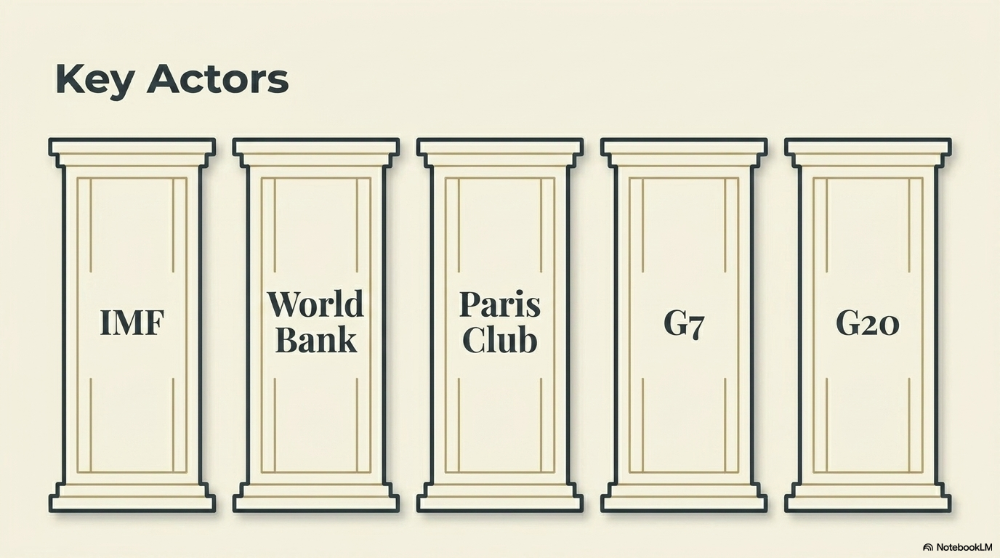 Key Actors
IMF
World
Bank
Paris
Club
G7
G20
NotebookLM